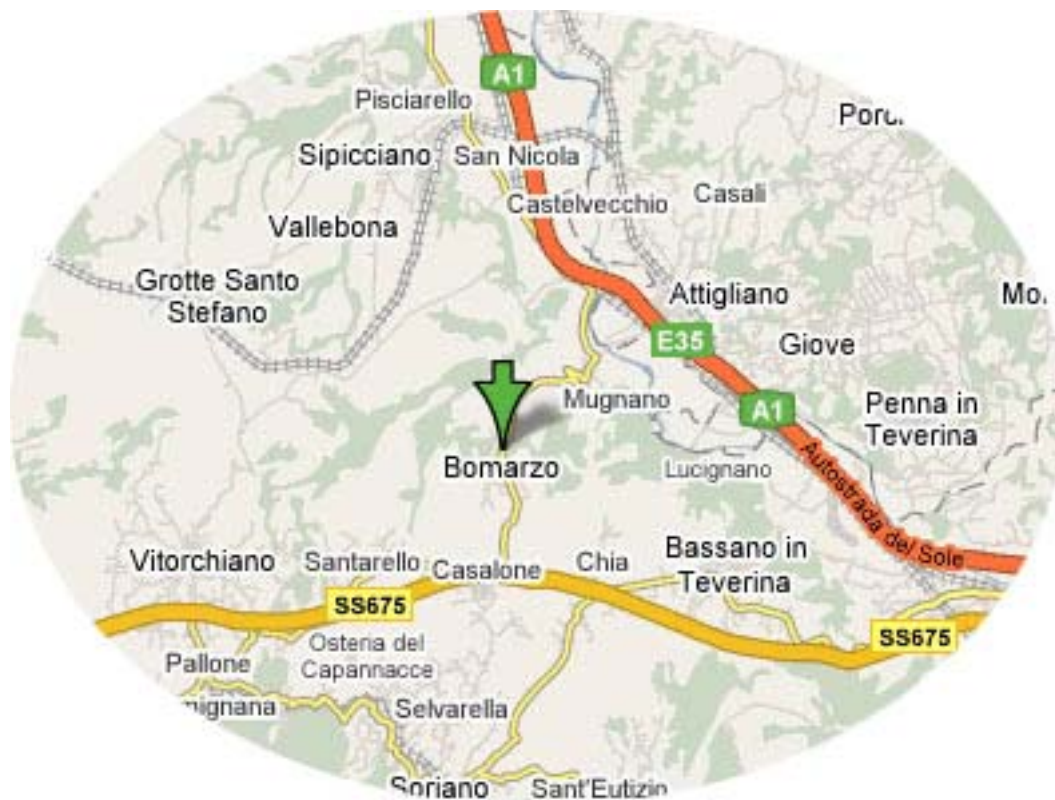 A1
Pisciarello
Sipicciano
San Nicola
Casali
Castelvecchio
Vallebona
Grotte Santo
Stefano
Attigliano
E35
Giove
Mugnano
A1
Penna in
Teverina
Bomarzo
Lucignano
Autostrada del Sole
Vitorchiano
Santarello
Casalone
Chia
Bassano in
Teverina
SS675
SS675
Osteria del
Capannacce
Pallone
Selvarella
Soriano
Sant'Eutizio